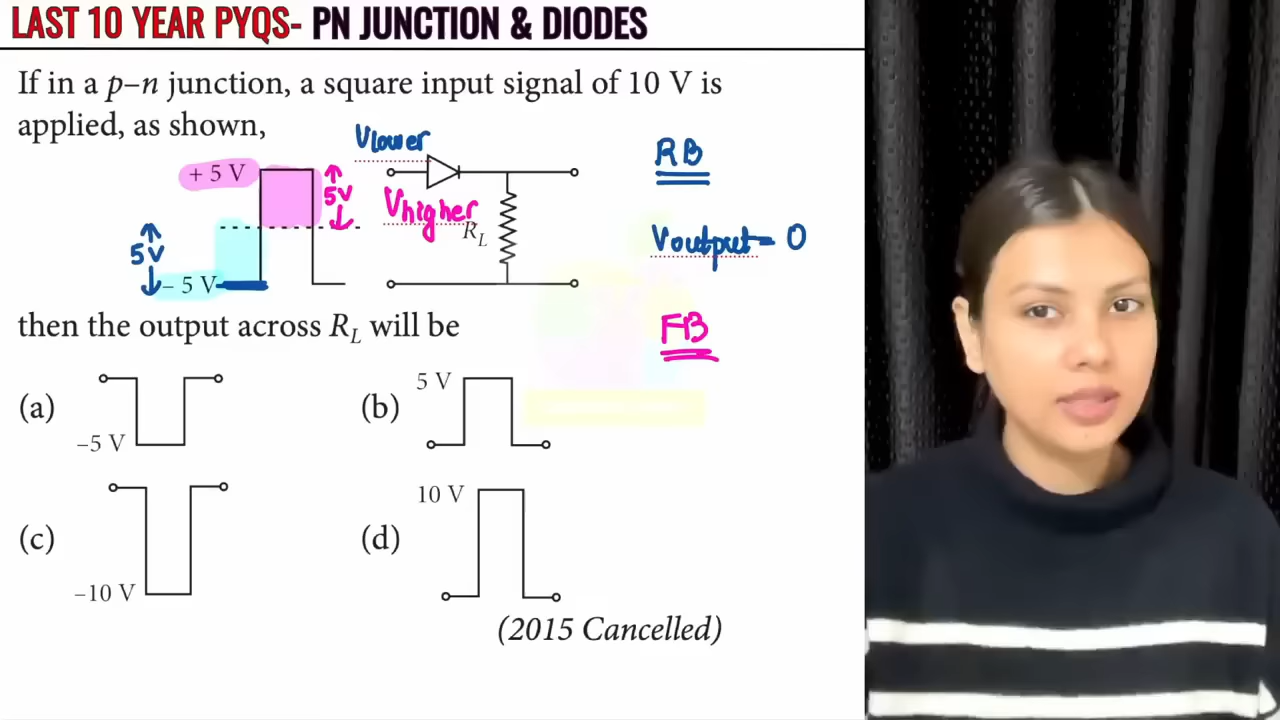 LAST 10 YEAR PYQS- PN JUNCTION & DIODES
If in a p–n junction, a square input signal of 10 V is
applied, as shown,
Vlower
RB
+ 5 V
5V
Vhigher
RL
Voutput = 0
5V
– 5 V
FB
then the output across RL will be
(a)
–5 V
(b)
5 V
(c)
–10 V
(d)
10 V
(2015 Cancelled)